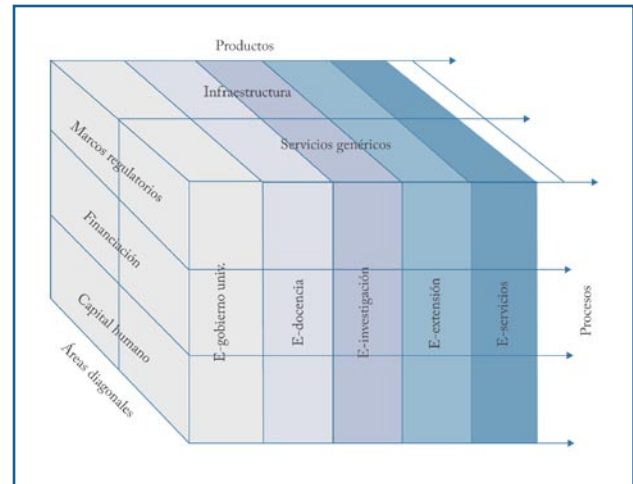 Productos
Infraestructura
Servicios genéricos
Marcos regulatorios
Financiación
Capital humano
Áreas diagonales
E-gobierno univ.
E-docencia
E-investigación
E-extensión
E-servicios
Procesos